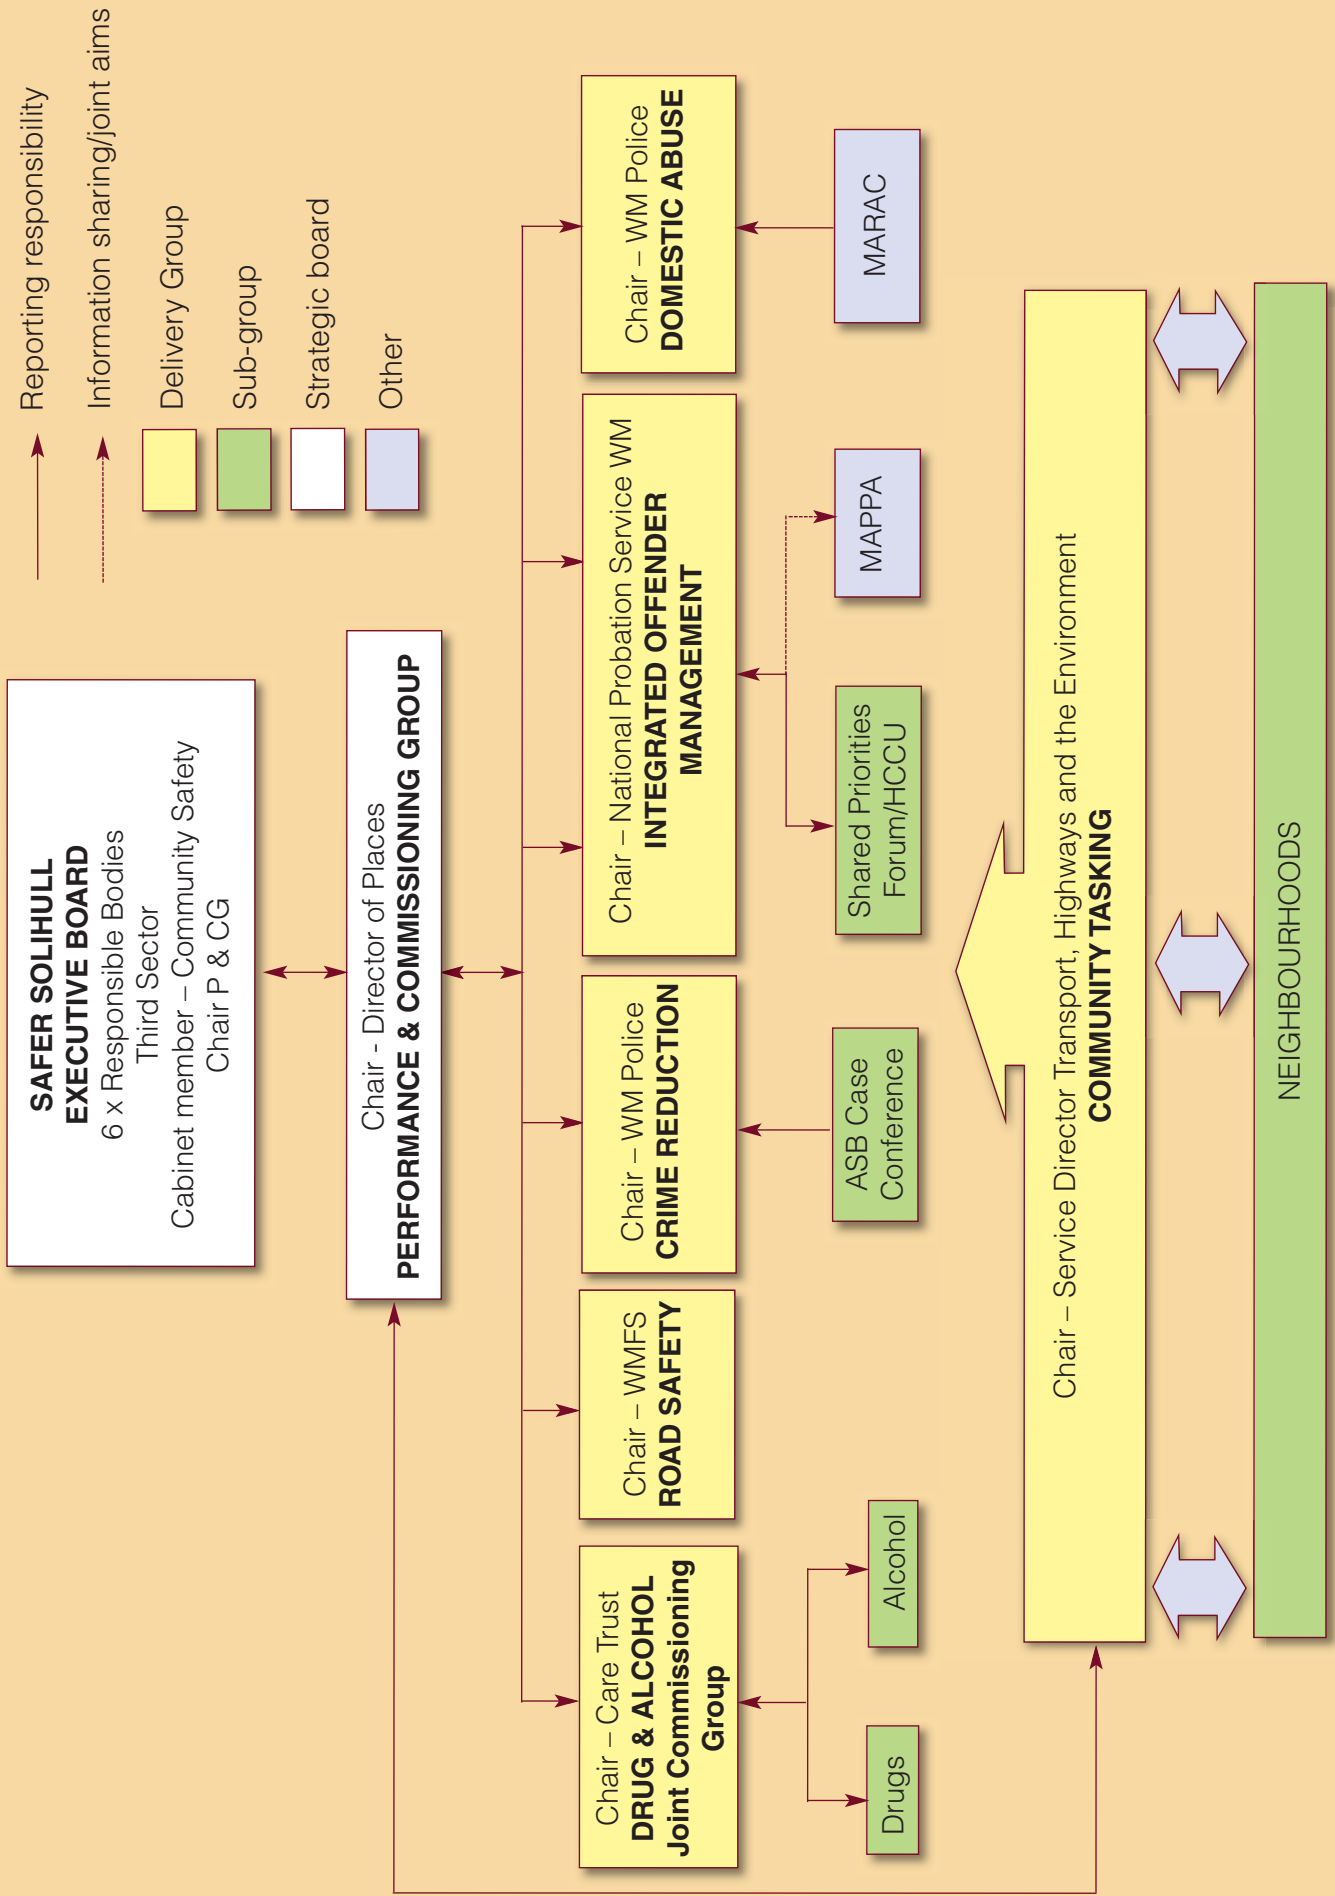 SAFER SOLIHULL
EXECUTIVE BOARD
6 x Responsible Bodies
Third Sector
Cabinet member – Community Safety
Chair P & CG
Reporting responsibility
Information sharing/joint aims
Delivery Group
Sub-group
Strategic board
Other
Chair - Director of Places
PERFORMANCE & COMMISSIONING GROUP
Chair – Care Trust
DRUG & ALCOHOL
Joint Commissioning
Group
Chair – WMFS
ROAD SAFETY
Chair – WM Police
CRIME REDUCTION
Chair – National Probation Service WM
INTEGRATED OFFENDER
MANAGEMENT
Chair – WM Police
DOMESTIC ABUSE
Drugs
Alcohol
ASB Case
Conference
Shared Priorities
Forum/HCCU
MAPPA
MARAC
Chair – Service Director Transport, Highways and the Environment
COMMUNITY TASKING
NEIGHBOURHOODS